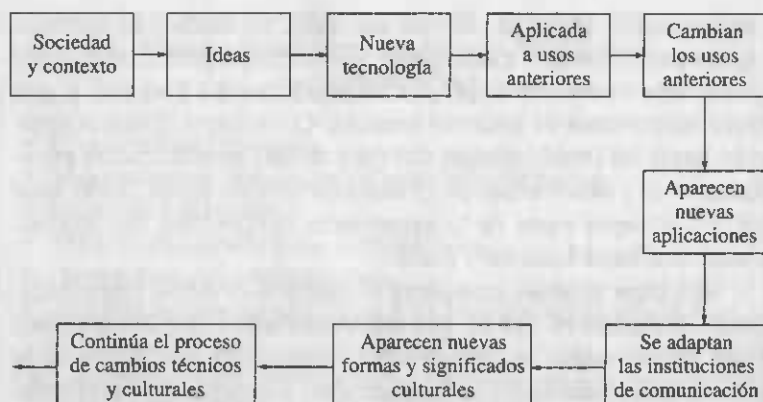 Sociedad
y contexto
Ideas
Nueva
tecnología
Aplicada
a usos
anteriores
Cambian
los usos
anteriores
Aparecen
nuevas
aplicaciones
Se adaptan
las instituciones
de comunicación
Aparecen nuevas
formas y significados
culturales
Continúa el proceso
de cambios técnicos
y culturales